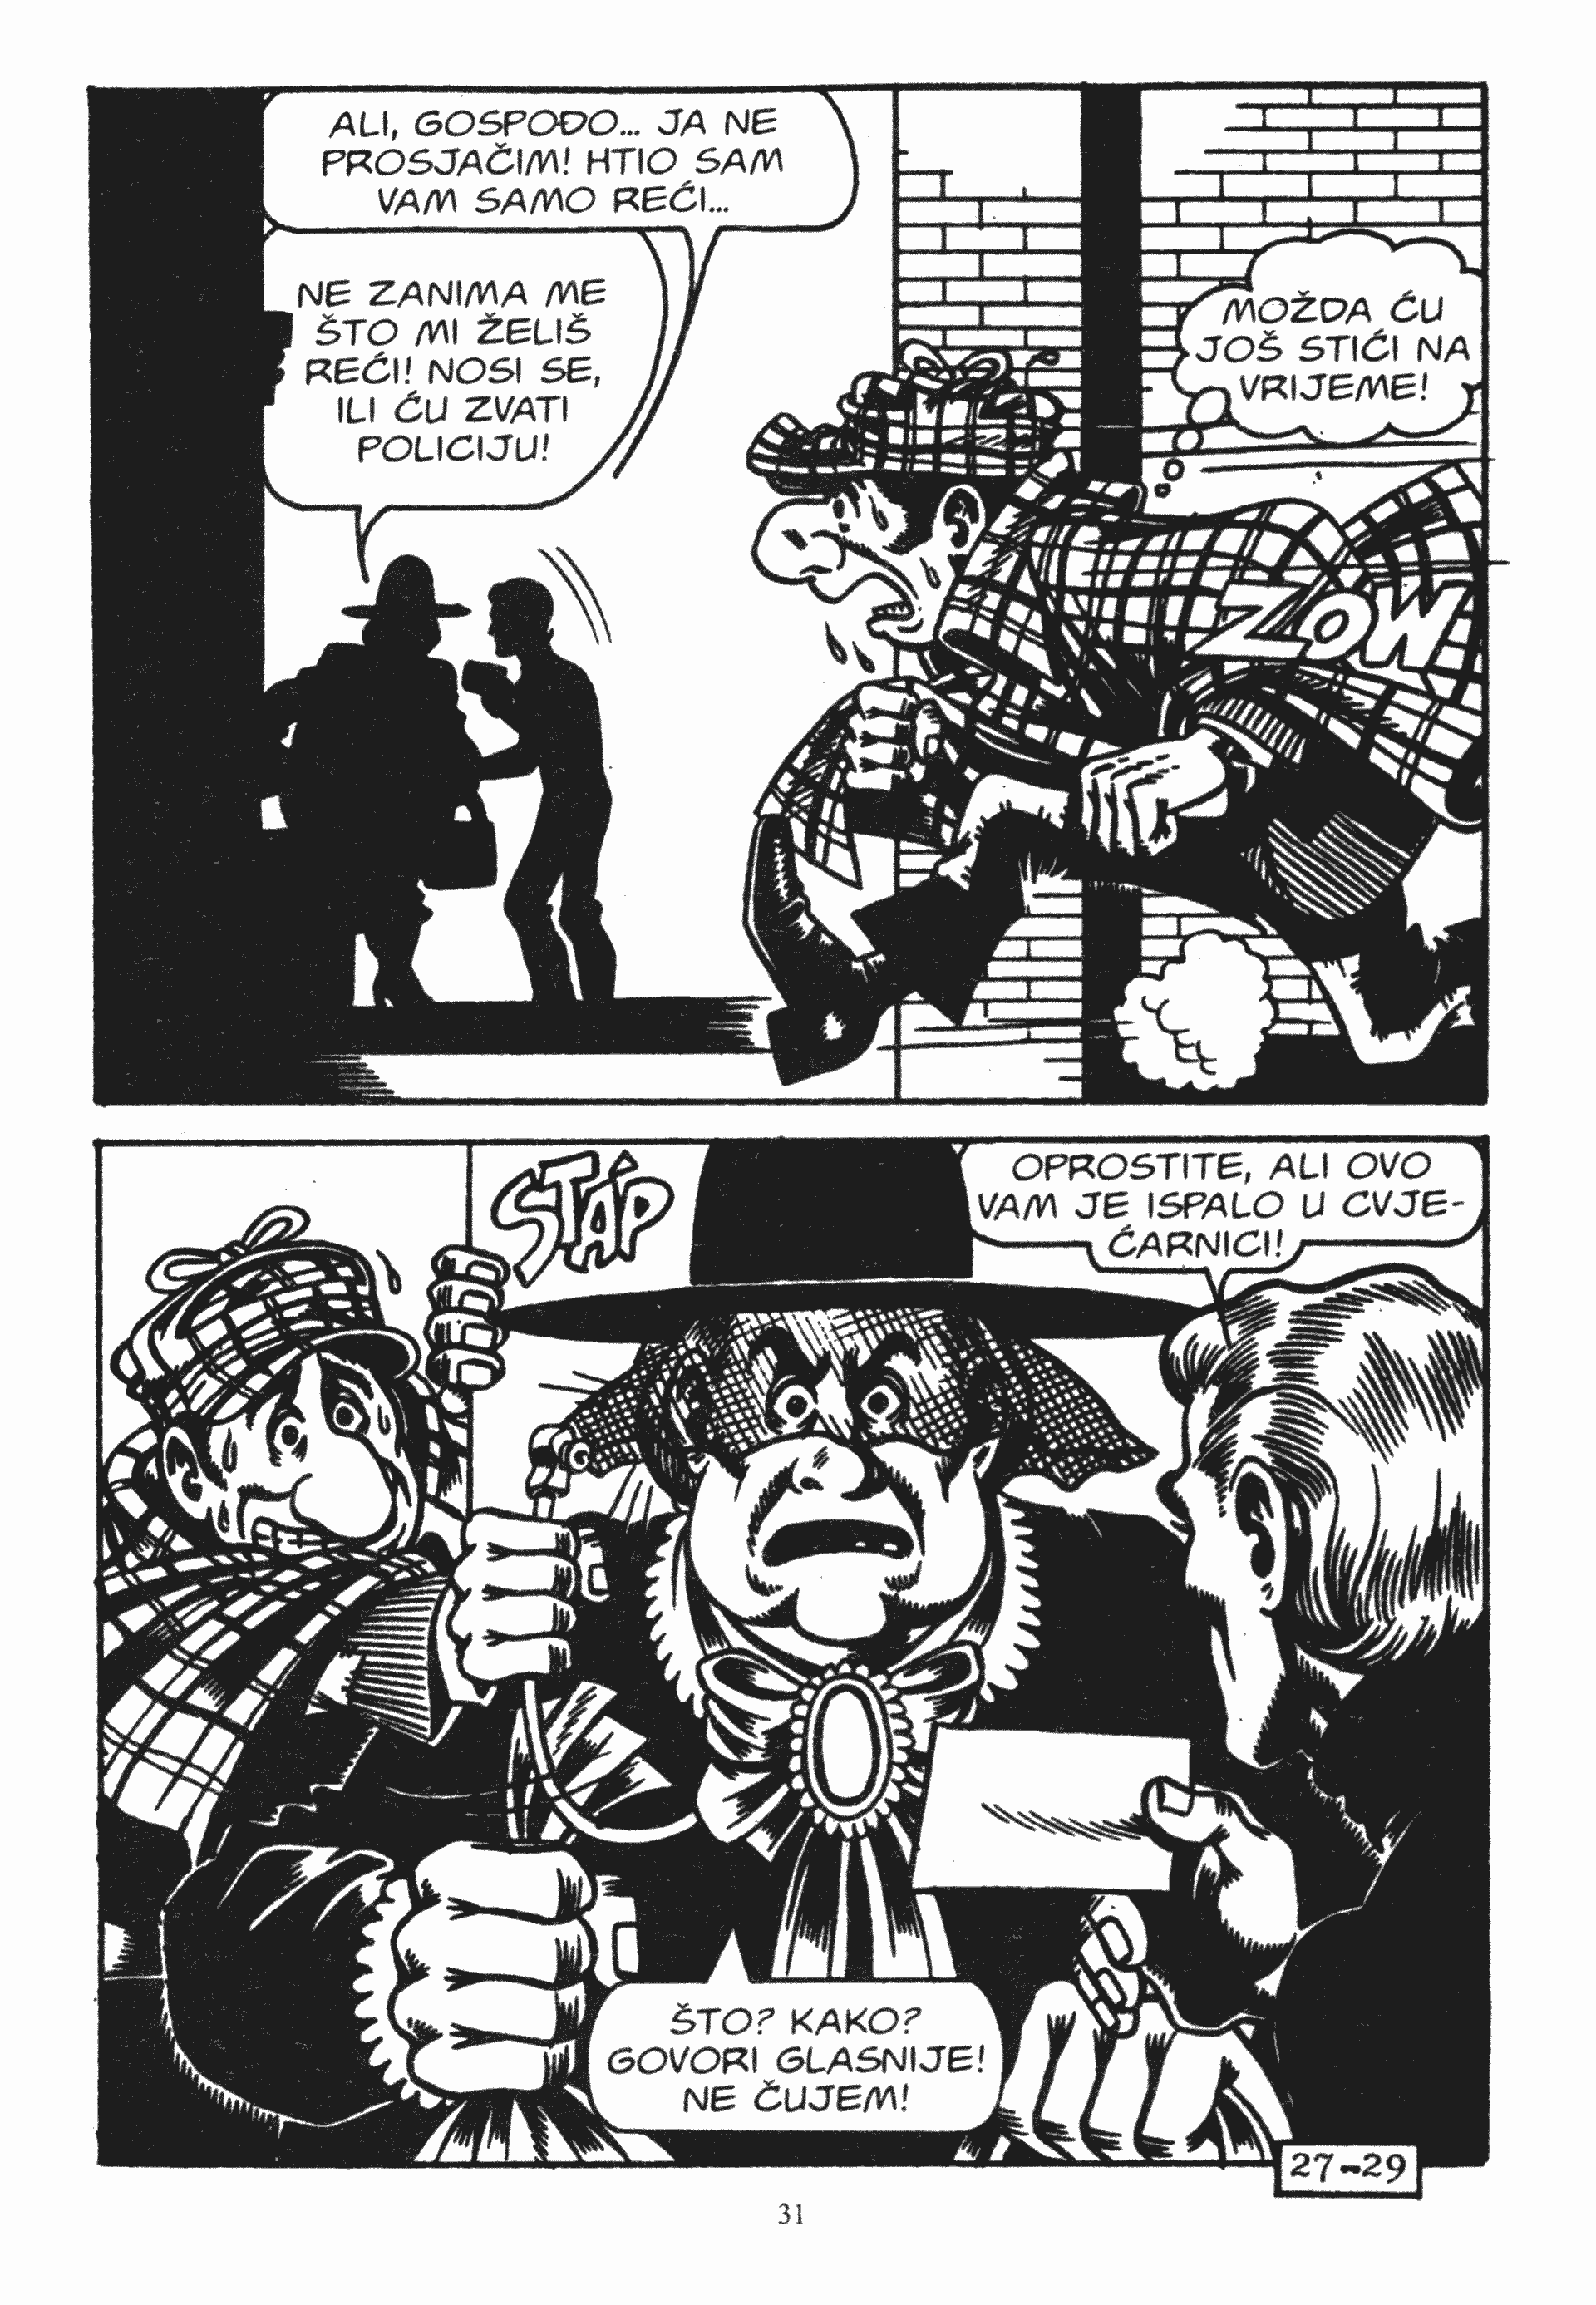 ALI, GOSPOĐO... JA NE
PROSJAČIM! HTIO SAM
VAM SAMO REĆI...
NE ZANIMA ME
ŠTO MI ŽELIŠ
REĆI! NOSI SE,
ILI ĆU ZVATI
POLICIJU!
MOŽDA ĆU
JOŠ STIĆI NA
VRIJEME!
ZOW
STÁP
OPROSTITE, ALI OVO
VAM JE ISPALO U CVJE-
ĆARNICI!
ŠTO? KAKO?
GOVORI GLASNIJE!
NE ČUJEM!
27-29
31